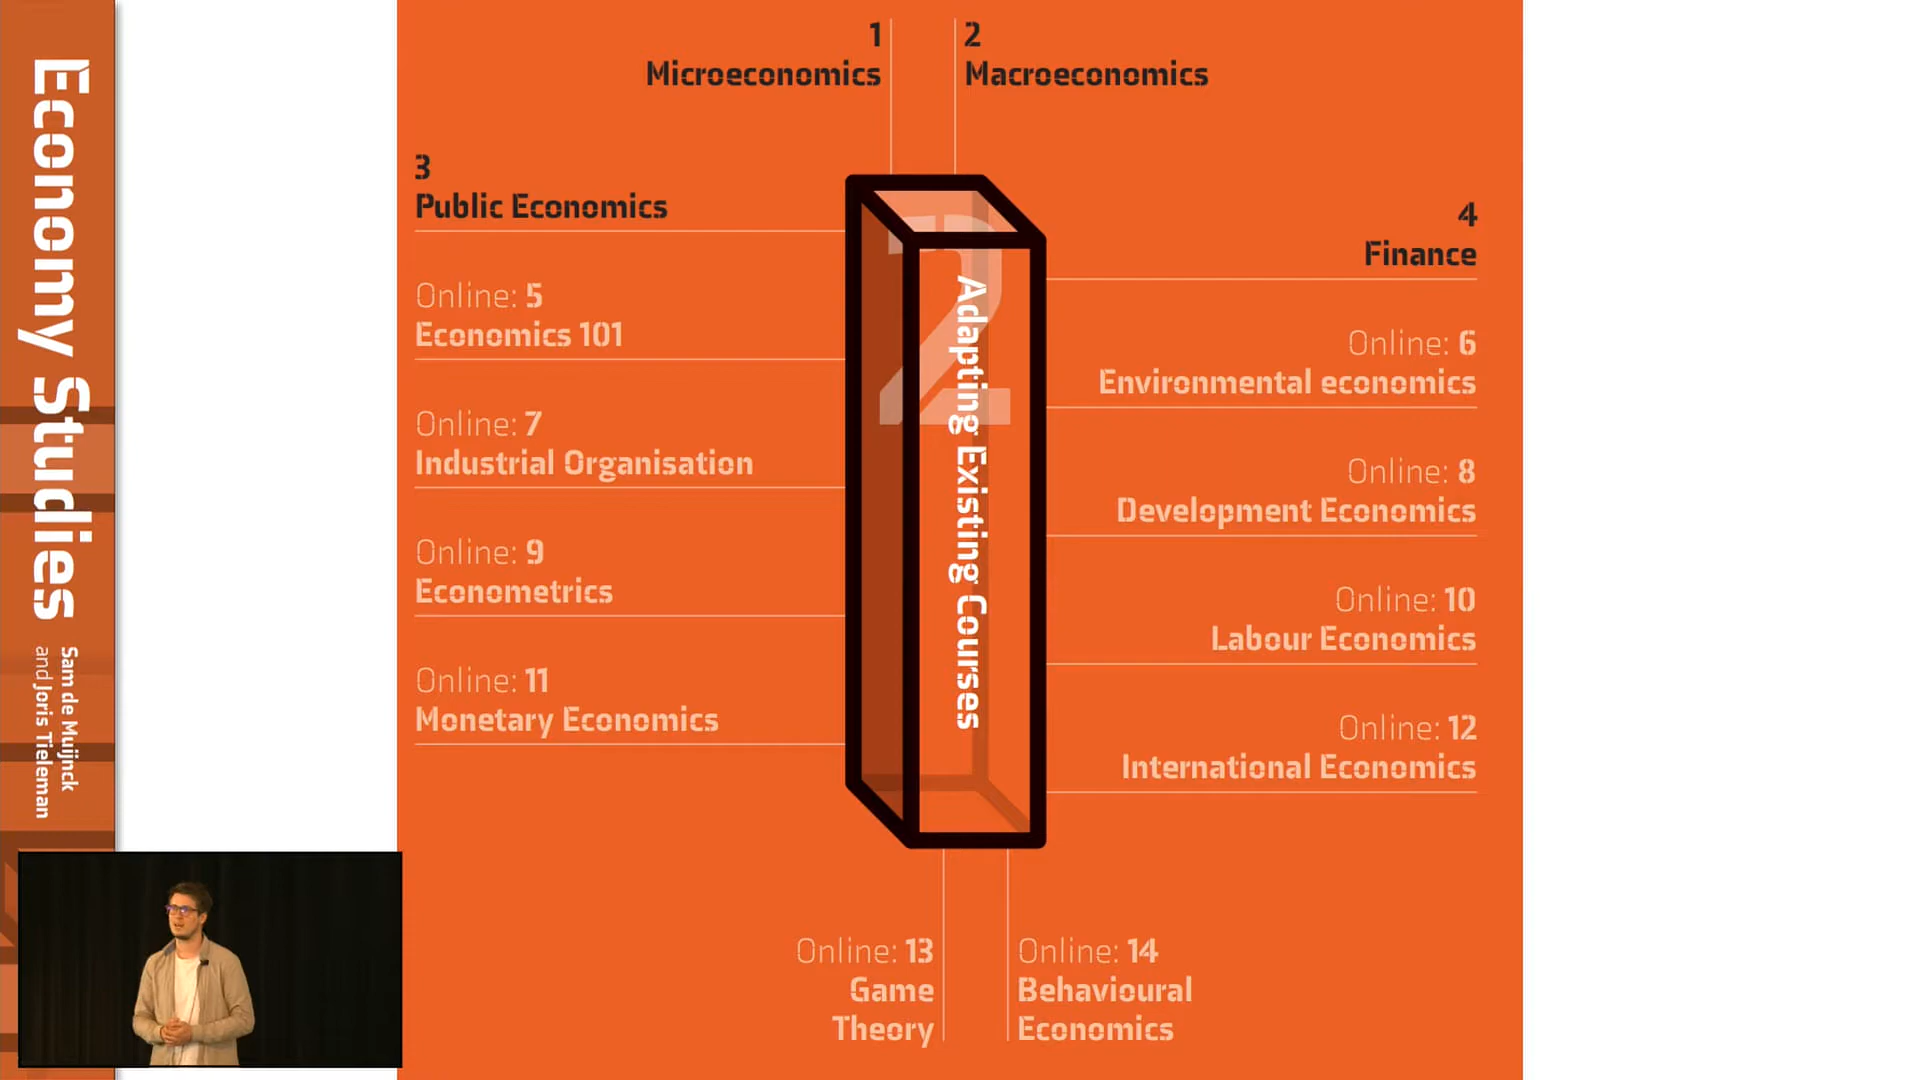 Economy Studies
Sam de Muijnck
and Joris Tieleman
1
Microeconomics
2
Macroeconomics
3
Public Economics
4
Finance
Online: 5
Economics 101
Online: 6
Environmental economics
Online: 7
Industrial Organisation
Online: 8
Development Economics
Online: 9
Econometrics
Online: 10
Labour Economics
Online: 11
Monetary Economics
Online: 12
International Economics
2
Adapting Existing Courses
Online: 13
Game
Theory
Online: 14
Behavioural
Economics